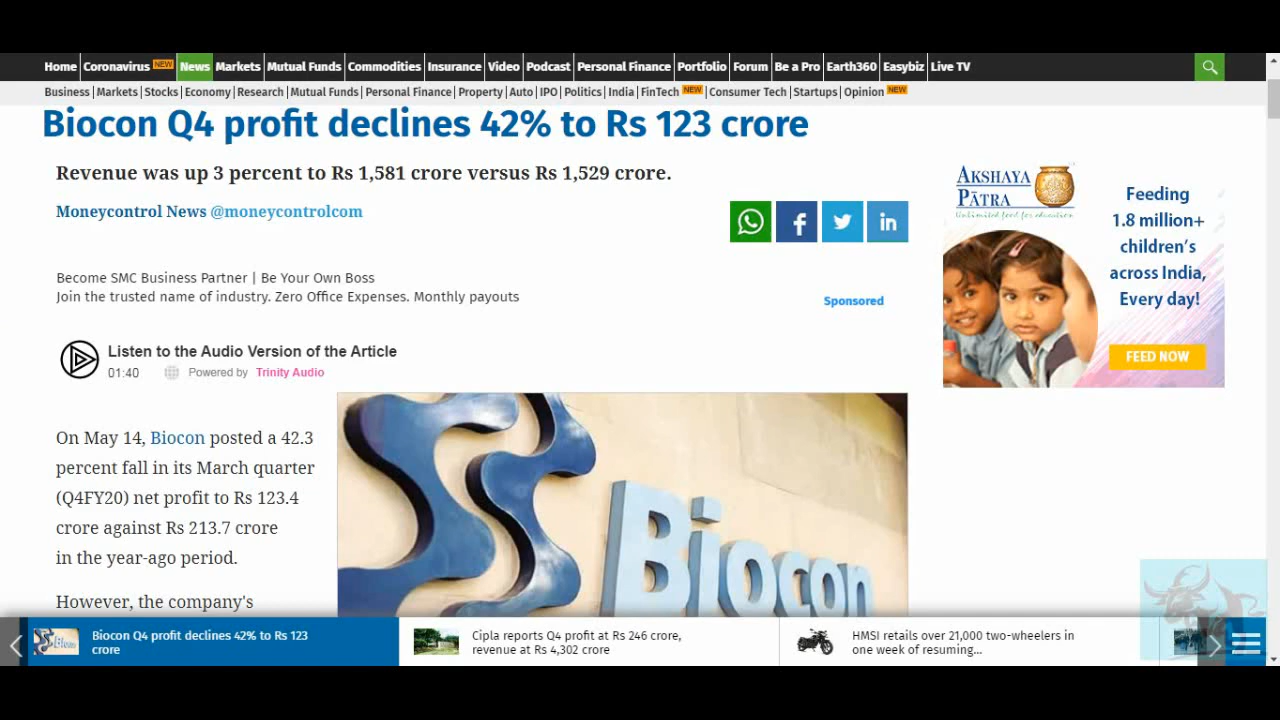 Home Coronavirus NEW News Markets Mutual Funds Commodities Insurance Video Podcast Personal Finance Portfolio Forum Be a Pro Earth360 Easybiz Live TV
Business | Markets | Stocks | Economy | Research | Mutual Funds | Personal Finance | Property | Auto | IPO | Politics | India | FinTech NEW | Consumer Tech | Startups | Opinion NEW
Biocon Q4 profit declines 42% to Rs 123 crore
Revenue was up 3 percent to Rs 1,581 crore versus Rs 1,529 crore.
Moneycontrol News @moneycontrolcom
Become SMC Business Partner | Be Your Own Boss
Join the trusted name of industry. Zero Office Expenses. Monthly payouts
Sponsored
Listen to the Audio Version of the Article
01:40 Powered by Trinity Audio
On May 14, Biocon posted a 42.3
percent fall in its March quarter
(Q4FY20) net profit to Rs 123.4
crore against Rs 213.7 crore
in the year-ago period.
However, the company's
Biocon
AKSHAYA
PĀTRA
Unlimited food for education
Feeding
1.8 million+
children's
across India,
Every day!
FEED NOW
Biocon Q4 profit declines 42% to Rs 123
crore
Cipla reports Q4 profit at Rs 246 crore,
revenue at Rs 4,302 crore
HMSI retails over 21,000 two-wheelers in
one week of resuming...